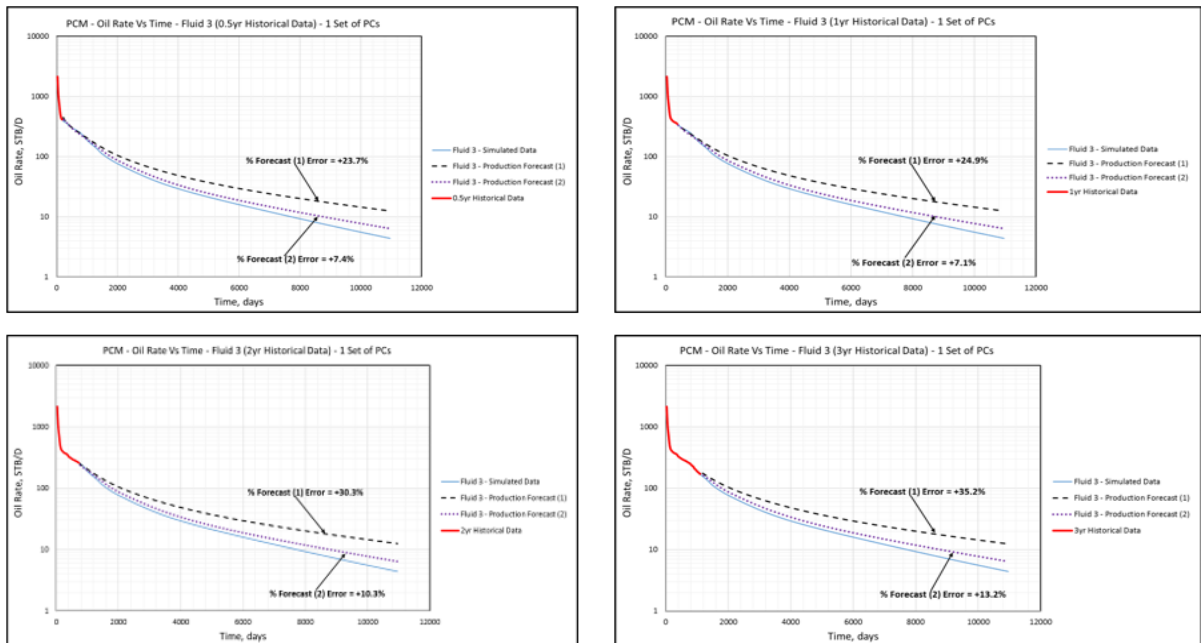 PCM - Oil Rate Vs Time - Fluid 3 (0.5yr Historical Data) - 1 Set of PCs
10000
1000
100
10
1
Oil Rate, STB/D
0 2000 4000 6000 8000 10000 12000
Time, days
% Forecast (1) Error = +23.7%
% Forecast (2) Error = +7.4%
Fluid 3 - Simulated Data
Fluid 3 - Production Forecast (1)
Fluid 3 - Production Forecast (2)
0.5yr Historical Data
PCM - Oil Rate Vs Time - Fluid 3 (1yr Historical Data) - 1 Set of PCs
10000
1000
100
10
1
Oil Rate, STB/D
0 2000 4000 6000 8000 10000 12000
Time, days
% Forecast (1) Error = +24.9%
% Forecast (2) Error = +7.1%
Fluid 3 - Simulated Data
Fluid 3 - Production Forecast (1)
Fluid 3 - Production Forecast (2)
1yr Historical Data
PCM - Oil Rate Vs Time - Fluid 3 (2yr Historical Data) - 1 Set of PCs
10000
1000
100
10
1
Oil Rate, STB/D
0 2000 4000 6000 8000 10000 12000
Time, days
% Forecast (1) Error = +30.3%
% Forecast (2) Error = +10.3%
Fluid 3 - Simulated Data
Fluid 3 - Production Forecast (1)
Fluid 3 - Production Forecast (2)
2yr Historical Data
PCM - Oil Rate Vs Time - Fluid 3 (3yr Historical Data) - 1 Set of PCs
10000
1000
100
10
1
Oil Rate, STB/D
0 2000 4000 6000 8000 10000 12000
Time, days
% Forecast (1) Error = +35.2%
% Forecast (2) Error = +13.2%
Fluid 3 - Simulated Data
Fluid 3 - Production Forecast (1)
Fluid 3 - Production Forecast (2)
3yr Historical Data